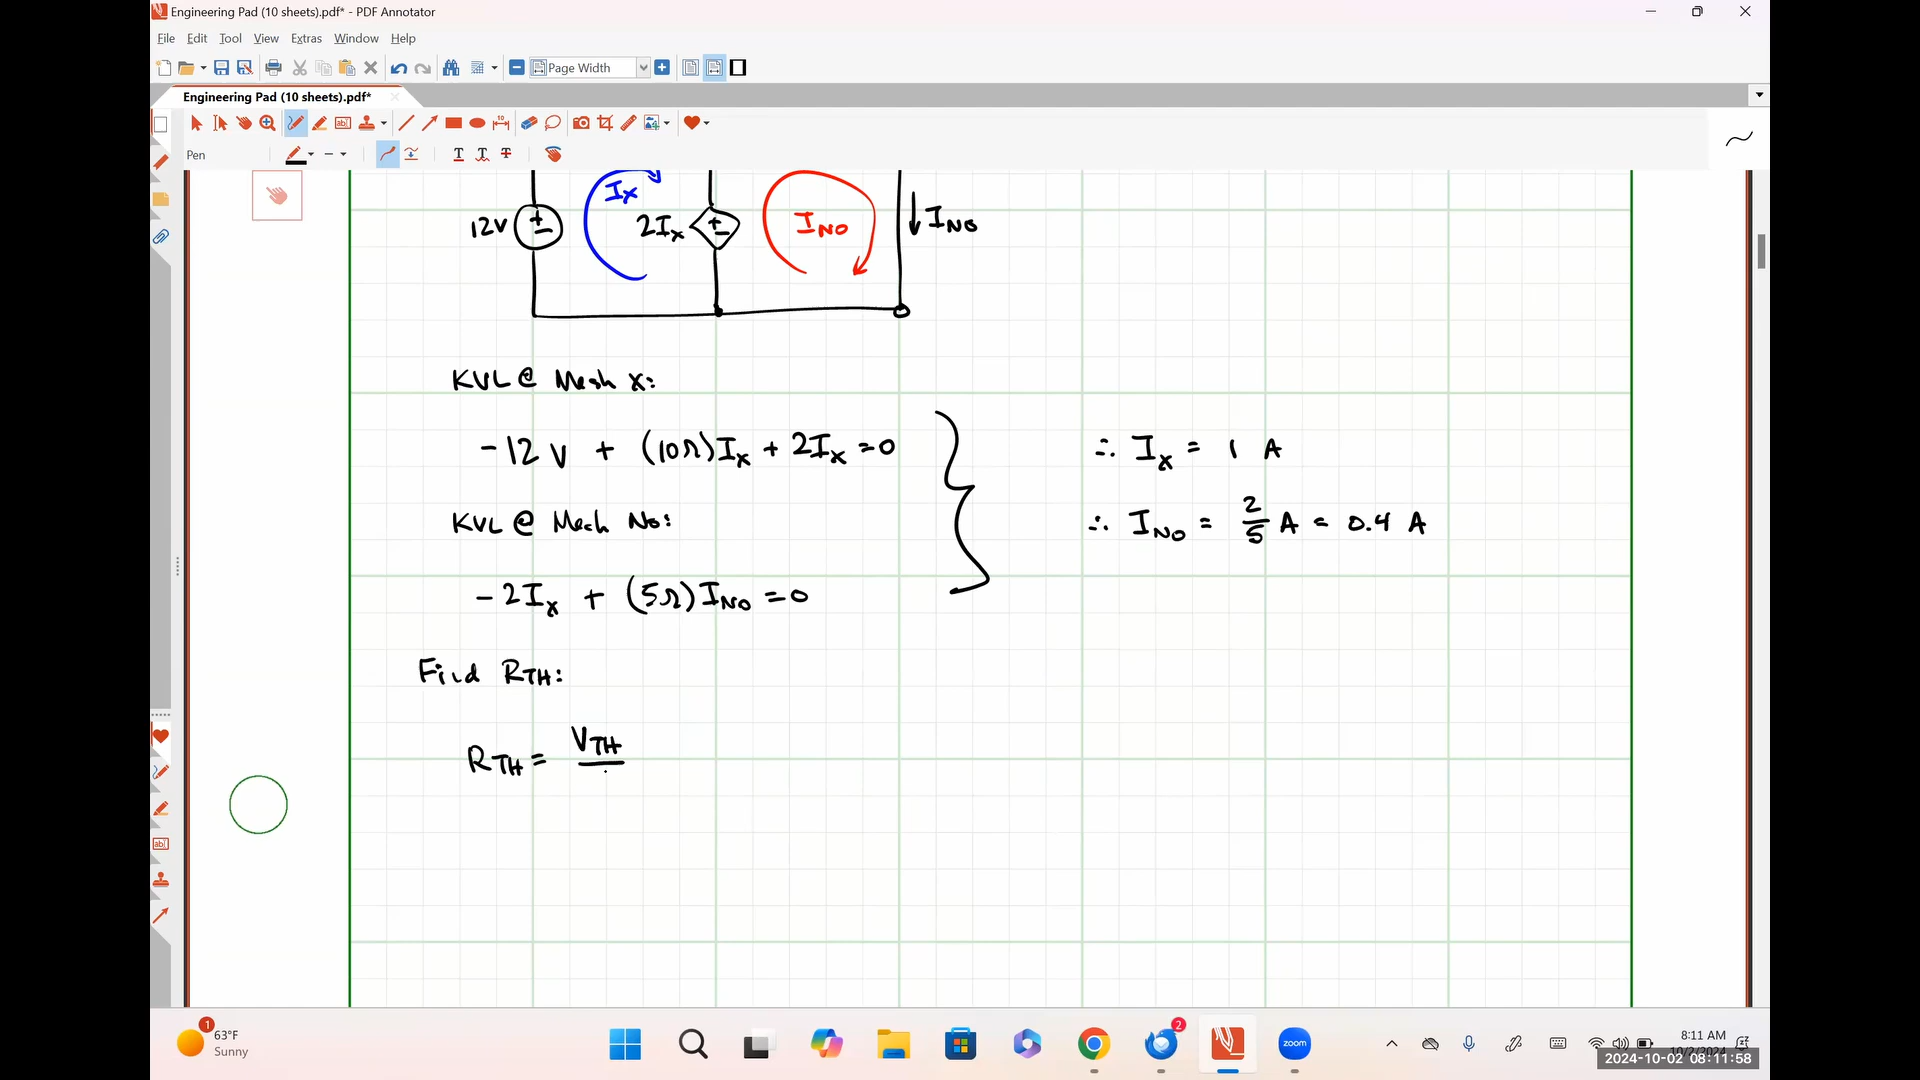 Engineering Pad (10 sheets).pdf* - PDF Annotator
File Edit Tool View Extras Window Help
Page Width
Engineering Pad (10 sheets).pdf*
Pen
12V
Ix
2Ix
INO
INO
KVL @ Mesh X:
-12 V + (10Ω)Ix + 2Ix = 0
∴ Ix = 1 A
KVL @ Mesh No:
∴ INO = 2/5 A = 0.4 A
-2Ix + (5Ω)INO = 0
Find RTH:
RTH = VTH
1
63°F
Sunny
2
zoom
8:11 AM
2024-10-02 08:11:58